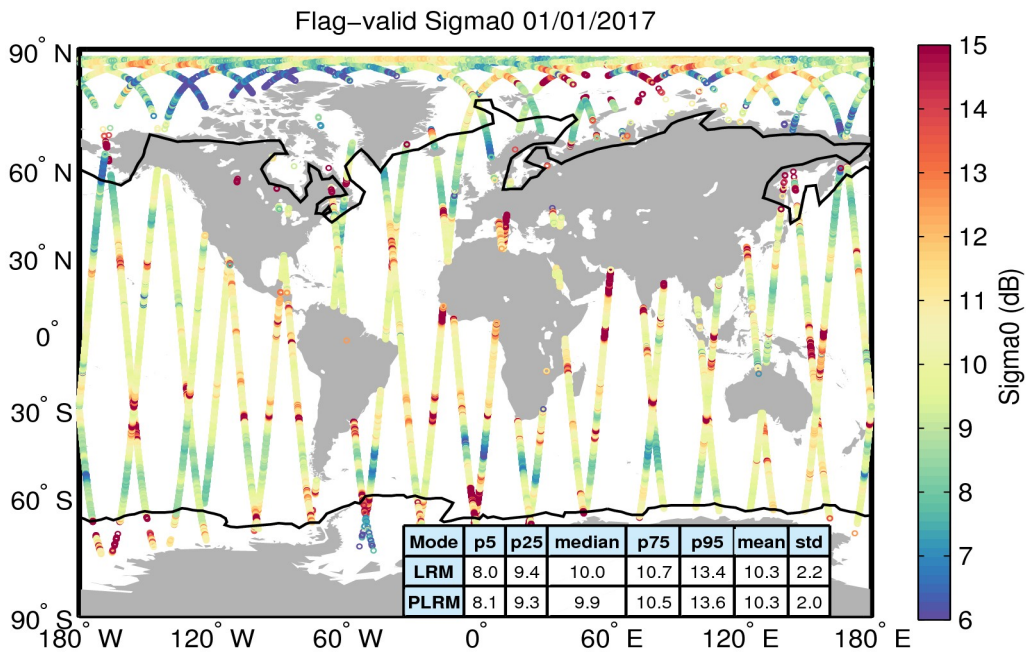 Flag−valid Sigma0 01/01/2017
90° N
60° N
30° N
0°
30° S
60° S
90° S
180° W
120° W
60° W
0°
60° E
120° E
180° E
Mode p5 p25 median p75 p95 mean std
LRM 8.0 9.4 10.0 10.7 13.4 10.3 2.2
PLRM 8.1 9.3 9.9 10.5 13.6 10.3 2.0
15
14
13
12
11
10
9
8
7
6
Sigma0 (dB)